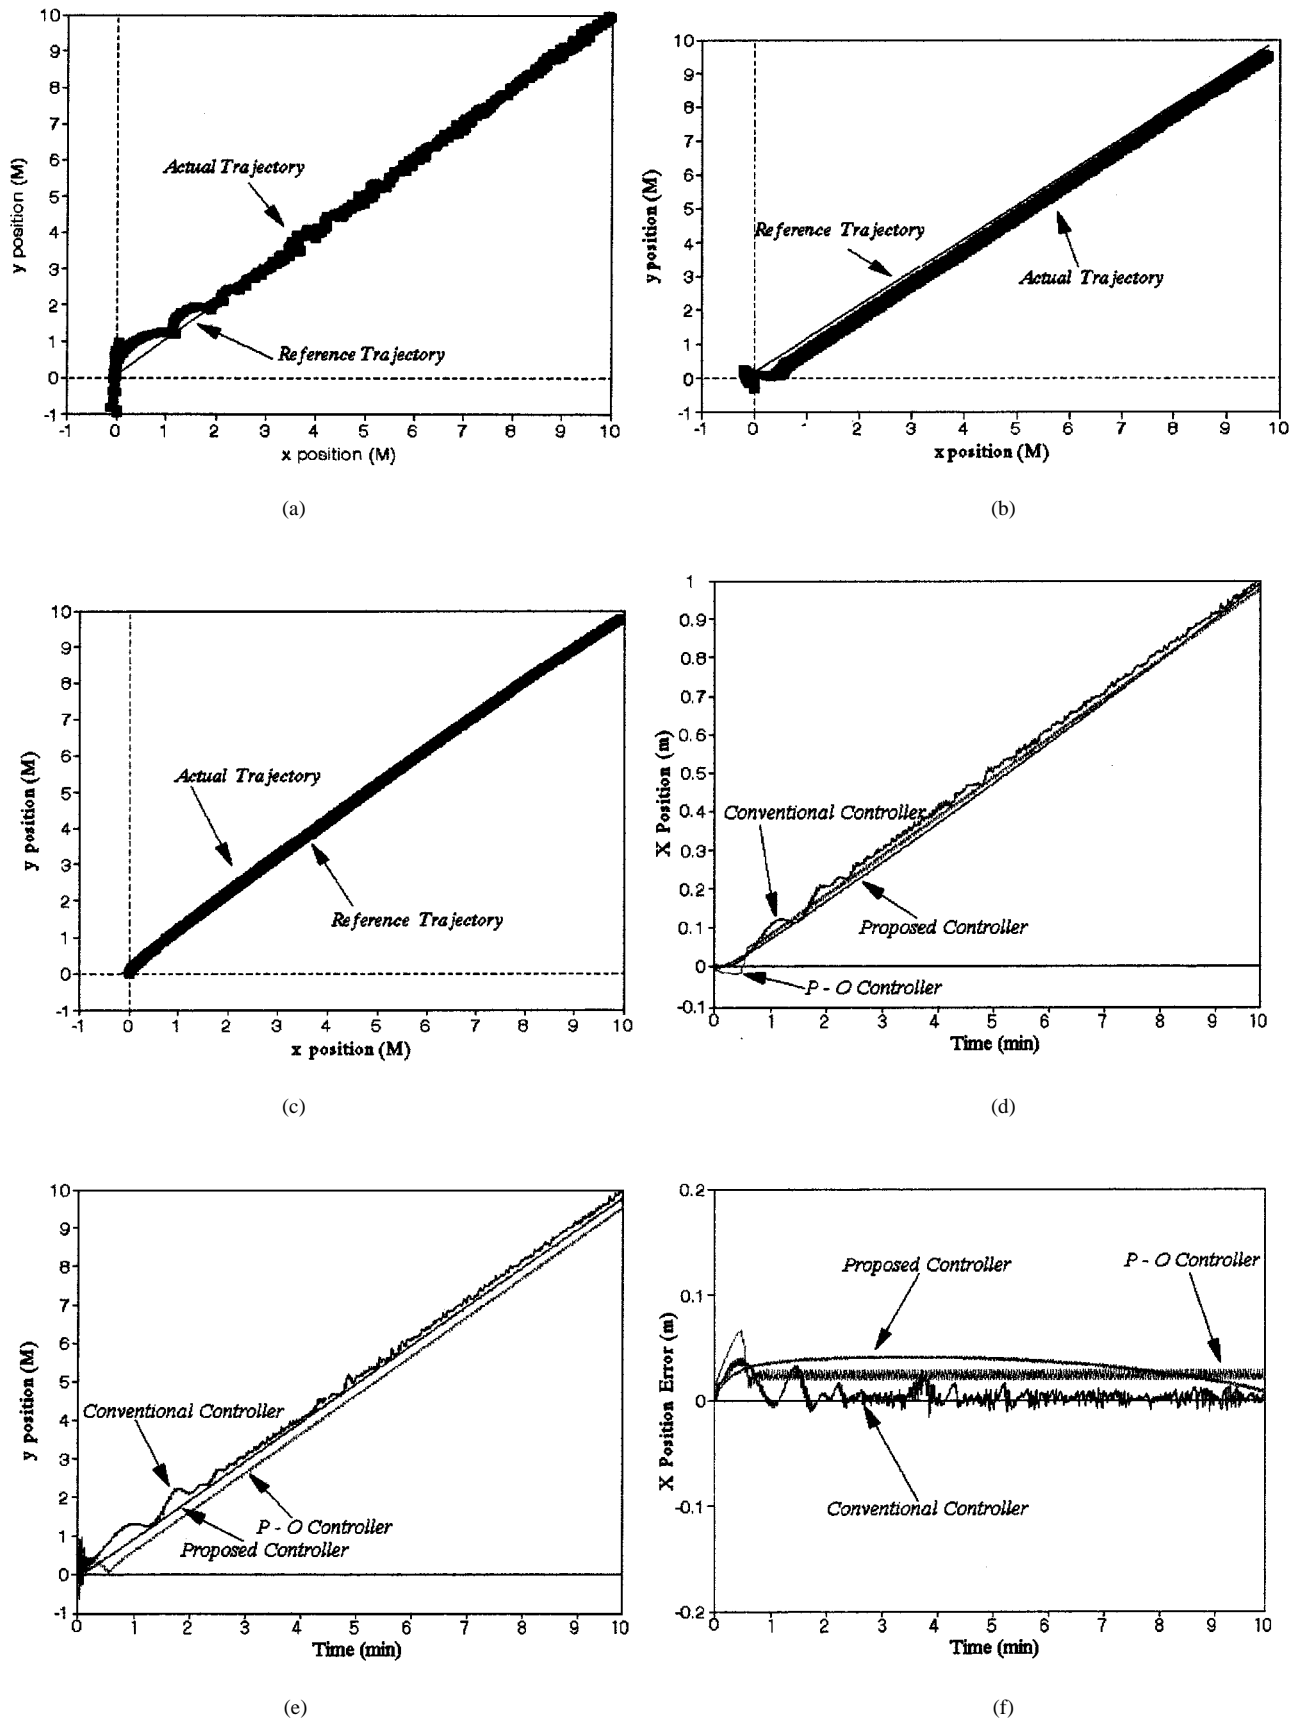 10
9
8
7
6
5
4
3
2
1
0
-1
y position (M)
Actual Trajectory
Reference Trajectory
-1 0 1 2 3 4 5 6 7 8 9 10
x position (M)
(a)
10
9
8
7
6
5
4
3
2
1
0
-1
y position (M)
Reference Trajectory
Actual Trajectory
-1 0 1 2 3 4 5 6 7 8 9 10
x position (M)
(b)
10
9
8
7
6
5
4
3
2
1
0
-1
y position (M)
Actual Trajectory
Reference Trajectory
-1 0 1 2 3 4 5 6 7 8 9 10
x position (M)
(c)
1
0.9
0.8
0.7
0.6
0.5
0.4
0.3
0.2
0.1
0
-0.1
X Position (m)
Conventional Controller
Proposed Controller
P - O Controller
0 1 2 3 4 5 6 7 8 9 10
Time (min)
(d)
10
9
8
7
6
5
4
3
2
1
0
-1
y position (M)
Conventional Controller
P - O Controller
Proposed Controller
0 1 2 3 4 5 6 7 8 9 10
Time (min)
(e)
0.2
0.1
0
-0.1
-0.2
X Position Error (m)
Proposed Controller
P - O Controller
Conventional Controller
0 1 2 3 4 5 6 7 8 9 10
Time (min)
(f)